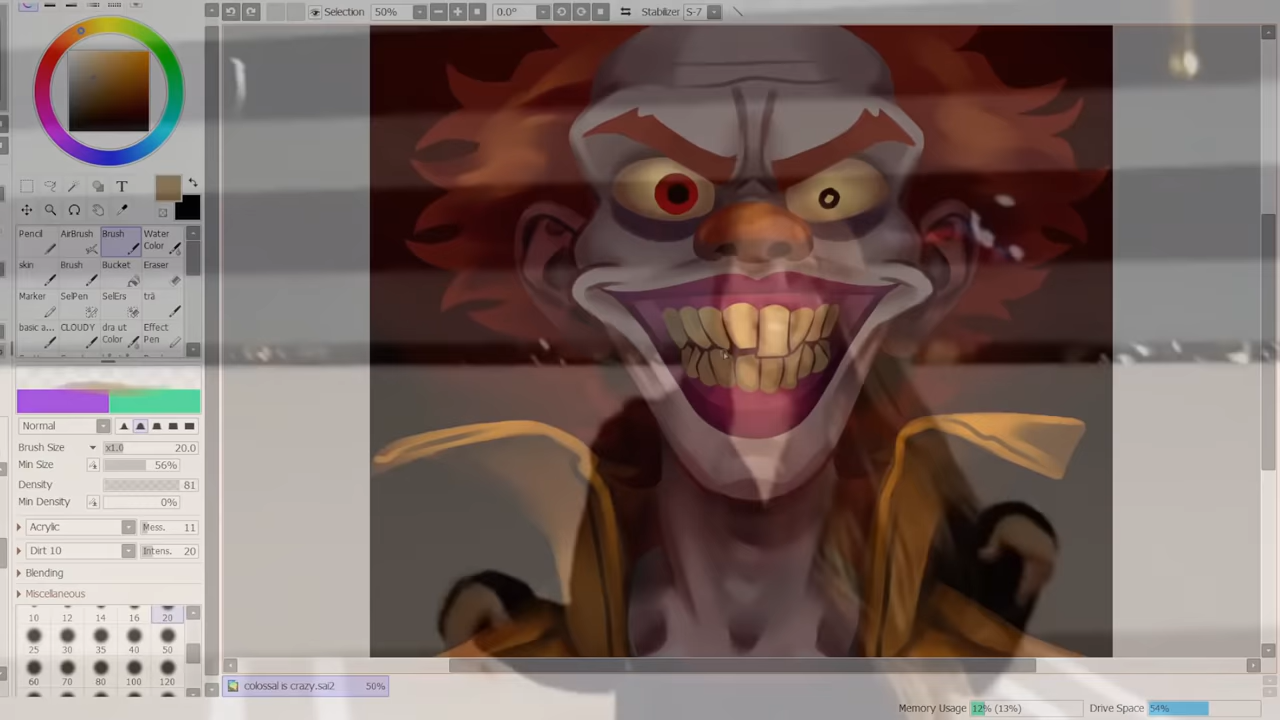 Selection 50% 0.0° Stabilizer S-7
T
Pencil AirBrush Brush Water Color
skin Brush Bucket Eraser
Marker SelPen SelErs trä
basic a... CLOUDY dra ut Color Effect Pen
Normal
Brush Size x1.0 20.0
Min Size 56%
Density 81
Min Density 0%
Acrylic Mess. 11
Dirt 10 Intens. 20
Blending
Miscellaneous
10 12 14 16 20
25 30 35 40 50
60 70 80 100 120
colossal is crazy.sai2 50%
Memory Usage 12% (13%) Drive Space 54%